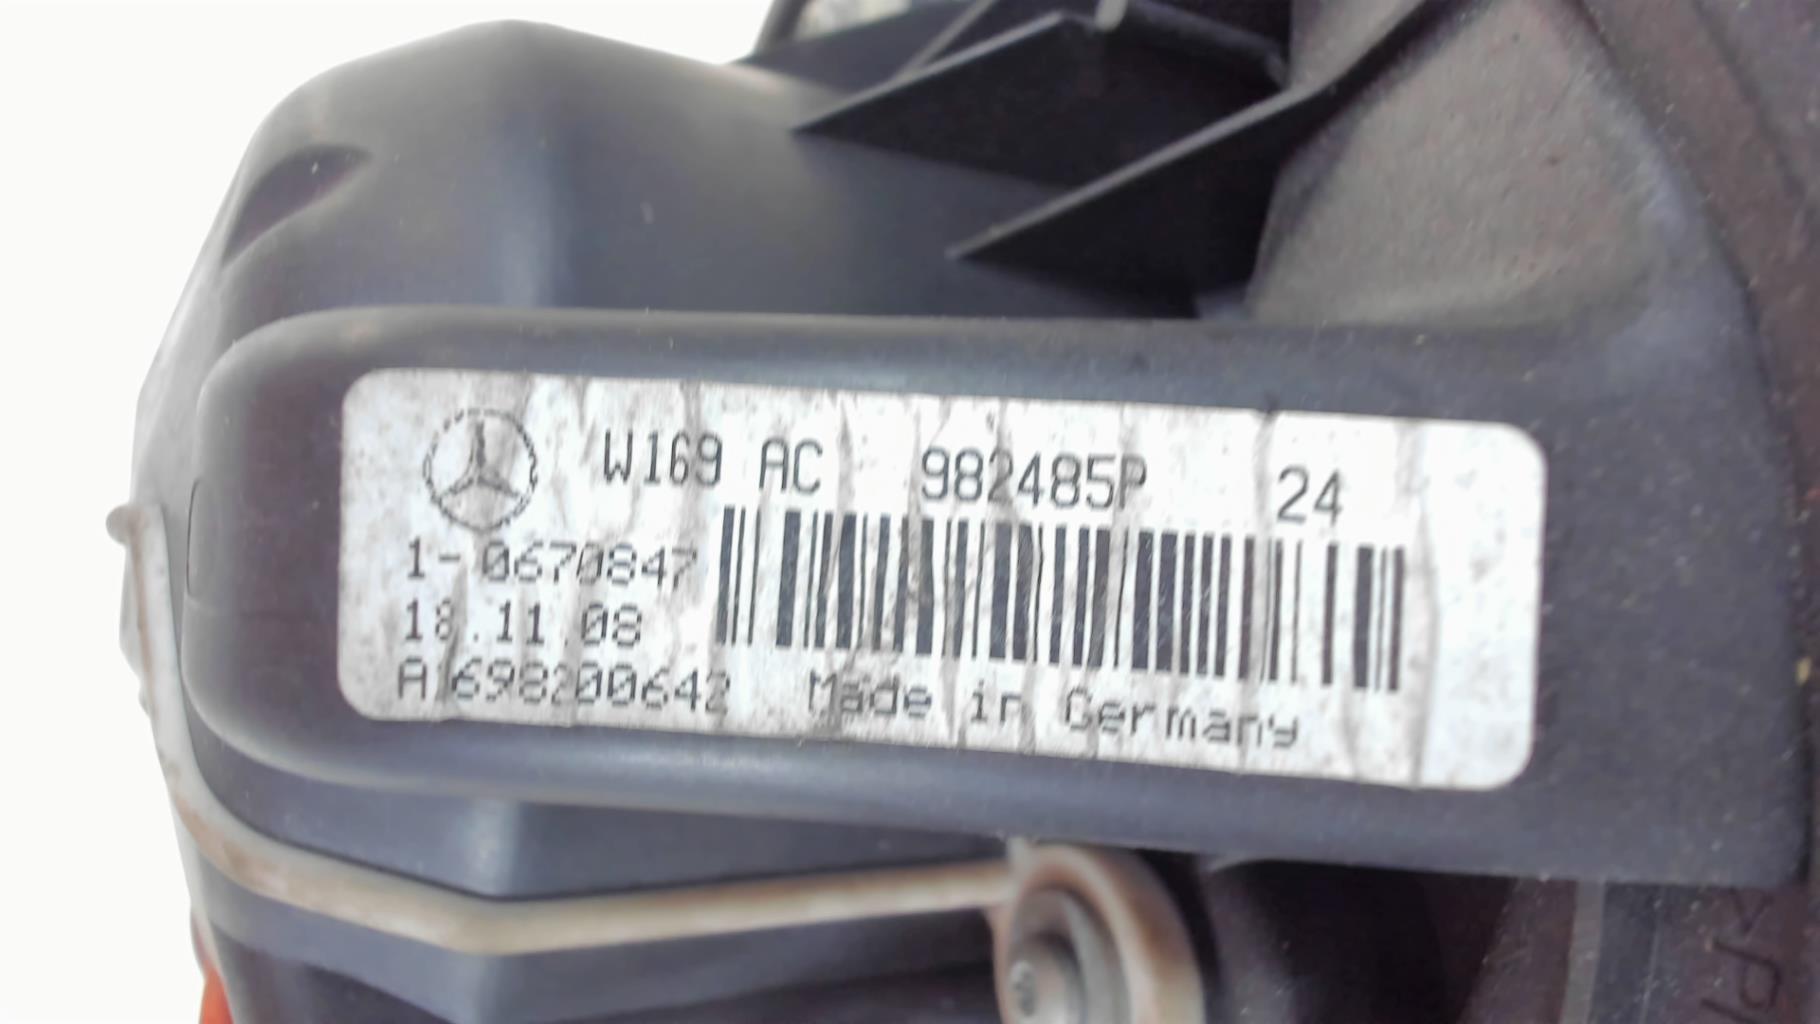 W169 AC 982485P 24
1-0670847
18.11.08
A1698200642 Made in Germany